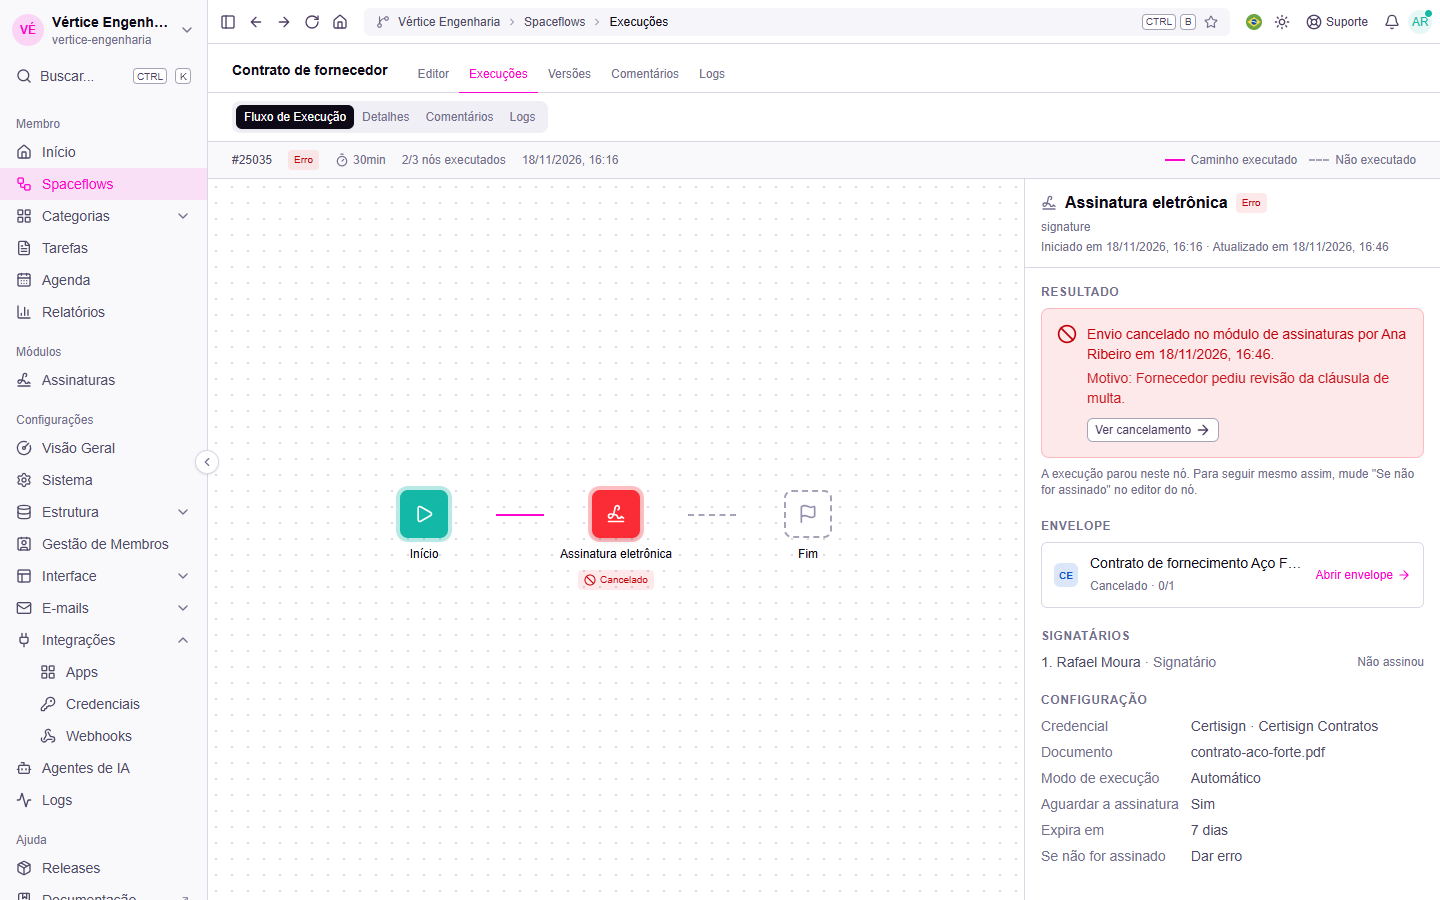 VÉ
Vértice Engenh...
vertice-engenharia
Buscar...
CTRL
K
Membro
Início
Spaceflows
Categorias
Tarefas
Agenda
Relatórios
Módulos
Assinaturas
Configurações
Visão Geral
Sistema
Estrutura
Gestão de Membros
Interface
E-mails
Integrações
Apps
Credenciais
Webhooks
Agentes de IA
Logs
Ajuda
Releases
Documentação
Vértice Engenharia
Spaceflows
Execuções
CTRL
B
Suporte
AR
Contrato de fornecedor
Editor
Execuções
Versões
Comentários
Logs
Fluxo de Execução
Detalhes
Comentários
Logs
#25035
Erro
30min
2/3 nós executados
18/11/2026, 16:16
Caminho executado
Não executado
Início
Assinatura eletrônica
Cancelado
Fim
Assinatura eletrônica
Erro
signature
Iniciado em 18/11/2026, 16:16 · Atualizado em 18/11/2026, 16:46
RESULTADO
Envio cancelado no módulo de assinaturas por Ana
Ribeiro em 18/11/2026, 16:46.
Motivo: Fornecedor pediu revisão da cláusula de
multa.
Ver cancelamento
A execução parou neste nó. Para seguir mesmo assim, mude "Se não
for assinado" no editor do nó.
ENVELOPE
CE
Contrato de fornecimento Aço F...
Cancelado · 0/1
Abrir envelope
SIGNATÁRIOS
1. Rafael Moura · Signatário
Não assinou
CONFIGURAÇÃO
Credencial
Certisign · Certisign Contratos
Documento
contrato-aco-forte.pdf
Modo de execução
Automático
Aguardar a assinatura
Sim
Expira em
7 dias
Se não for assinado
Dar erro